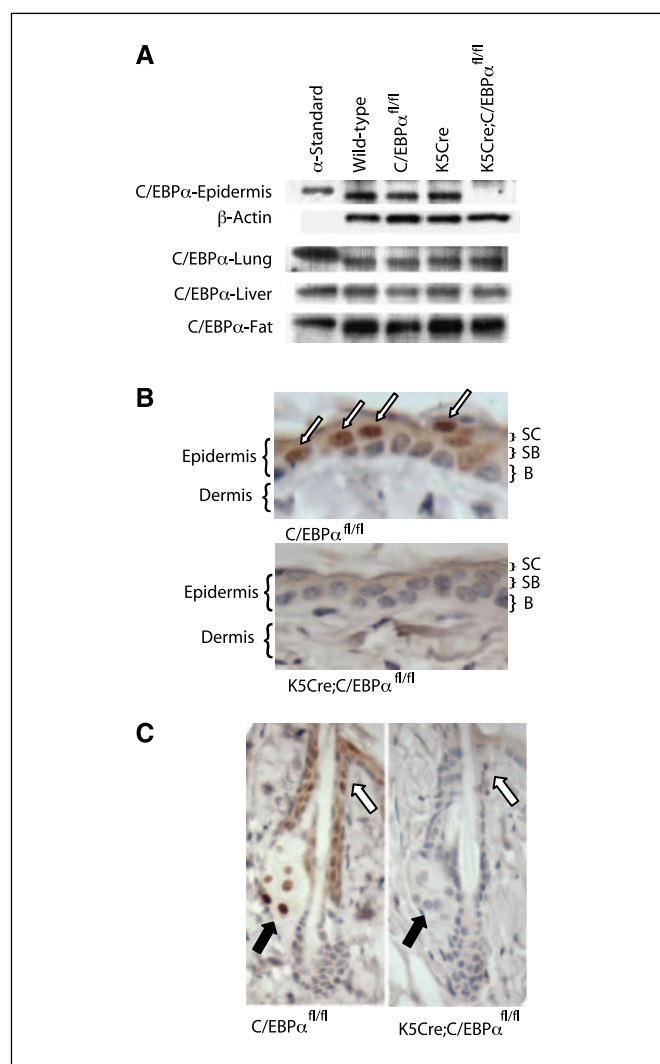 A
α-Standard
Wild-type
C/EBPα fl/fl
K5Cre
K5Cre;C/EBPα fl/fl
C/EBPα-Epidermis
β-Actin
C/EBPα-Lung
C/EBPα-Liver
C/EBPα-Fat
B
Epidermis
Dermis
SC
SB
B
C/EBPα fl/fl
Epidermis
Dermis
SC
SB
B
K5Cre;C/EBPα fl/fl
C
C/EBPα fl/fl
K5Cre;C/EBPα fl/fl